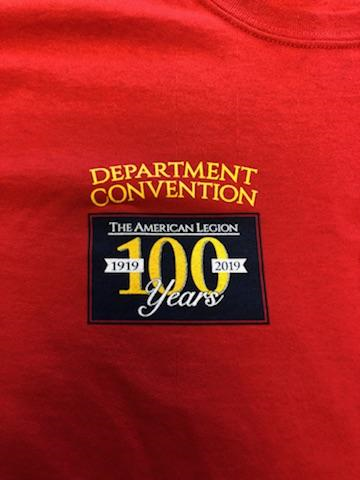 DEPARTMENT
CONVENTION
THE AMERICAN LEGION
1919 100 2019
Years